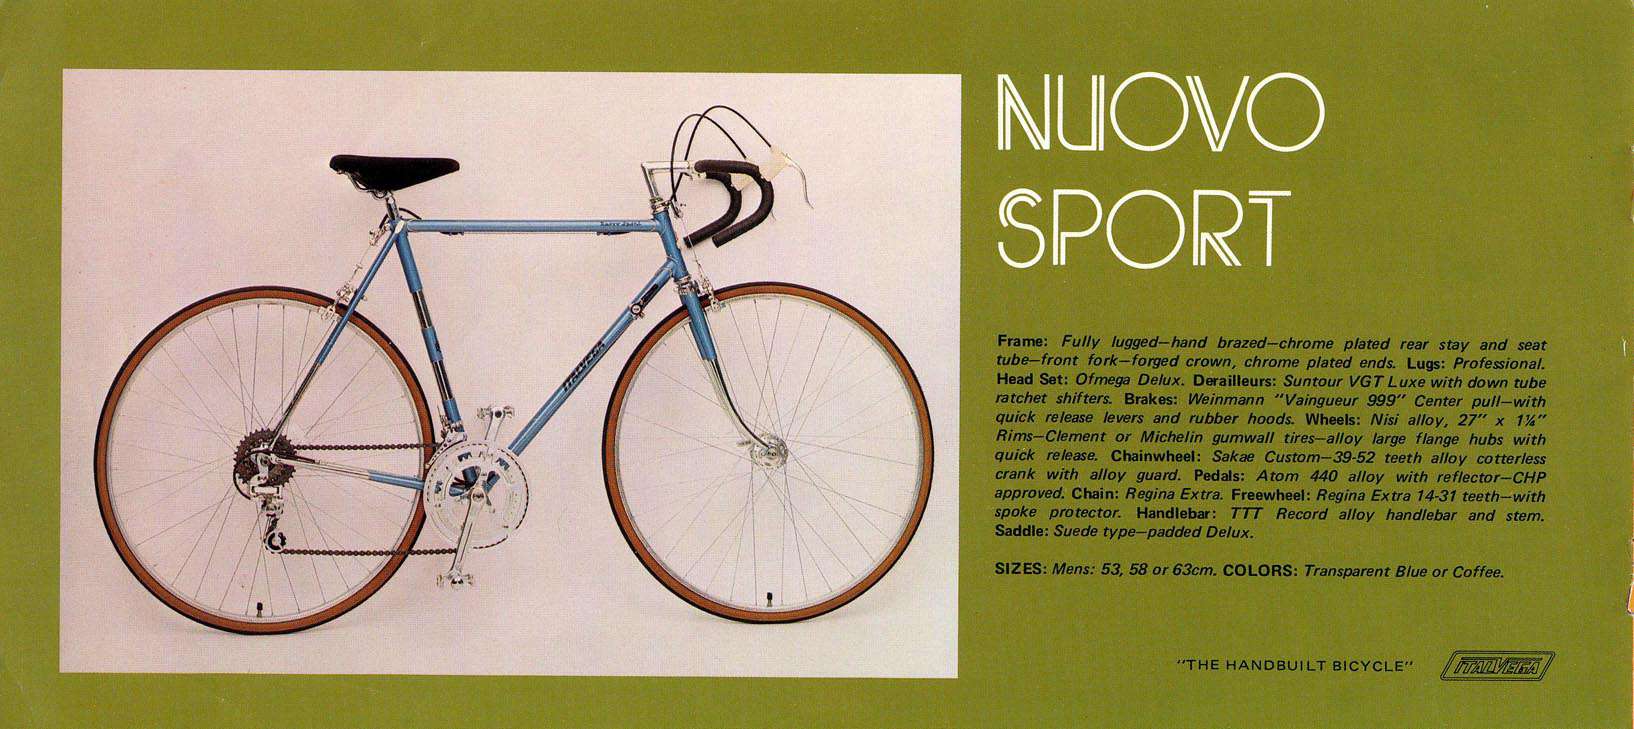 NUOVO
SPORT
Frame: Fully lugged—hand brazed—chrome plated rear stay and seat
tube—front fork—forged crown, chrome plated ends. Lugs: Professional.
Head Set: Ofmega Delux. Derailleurs: Suntour VGT Luxe with down tube
ratchet shifters. Brakes: Weinmann "Vaingueur 999" Center pull—with
quick release levers and rubber hoods. Wheels: Nisi alloy, 27" x 1¼"
Rims—Clement or Michelin gumwall tires—alloy large flange hubs with
quick release. Chainwheel: Sakae Custom—39-52 teeth alloy cotterless
crank with alloy guard. Pedals: Atom 440 alloy with reflector—CHP
approved. Chain: Regina Extra. Freewheel: Regina Extra 14-31 teeth—with
spoke protector. Handlebar: TTT Record alloy handlebar and stem.
Saddle: Suede type—padded Delux.
SIZES: Mens: 53, 58 or 63cm. COLORS: Transparent Blue or Coffee.
"THE HANDBUILT BICYCLE" ITALVEGA
ITALVEGA